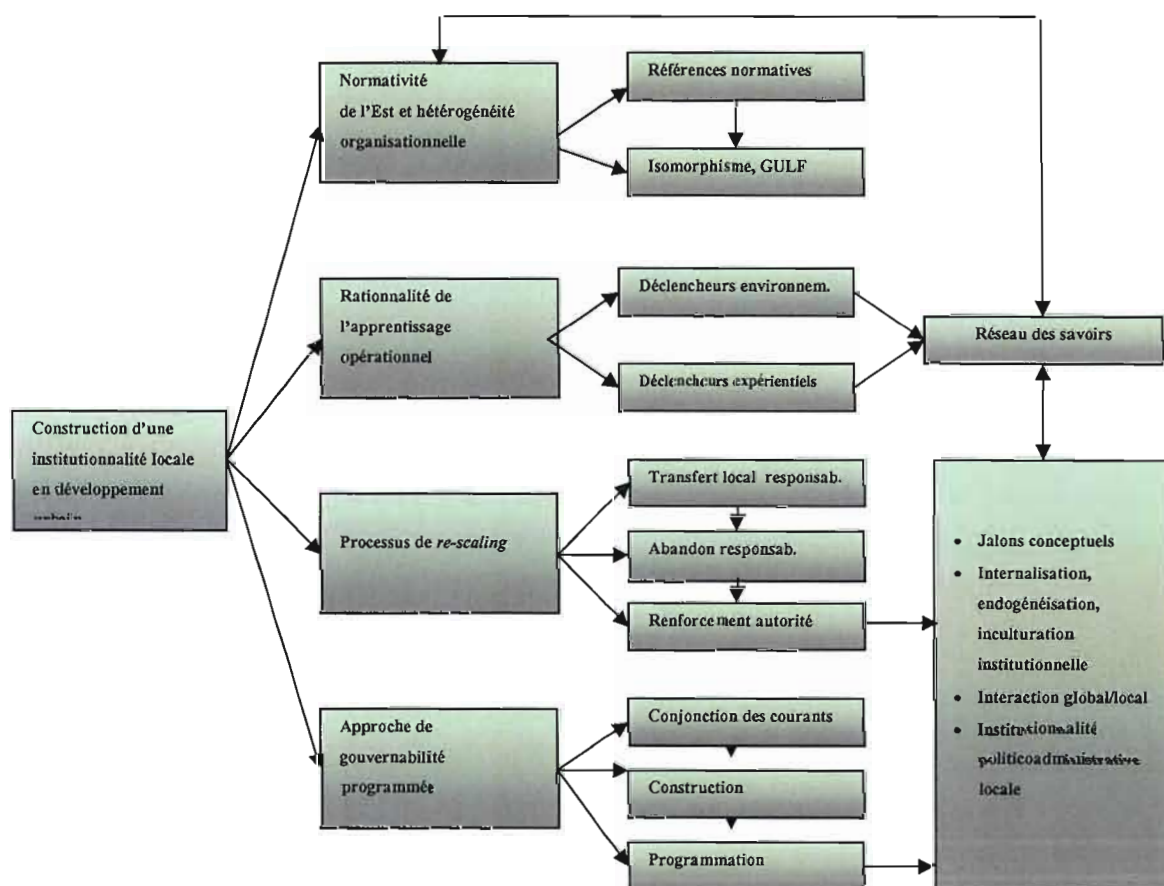 Normativité
de l'Est et hétérogénéité
organisationnelle
Références normatives
Isomorphisme, GULF
Rationnalité de
l'apprentissage
opérationnel
Déclencheurs environnem.
Déclencheurs expérientiels
Réseau des savoirs
Construction d'une
institutionnalité locale
en développement
Processus de re-scaling
Transfert local responsab.
Abandon responsab.
Renforcement autorité
Approche de
gouvernabilité
programmée
Conjonction des courants
Construction
Programmation
• Jalons conceptuels
• Internalisation,
endogénéisation,
inculturation
institutionnelle
• Interaction global/local
• Institutionnalité
politicoadministrative
locale